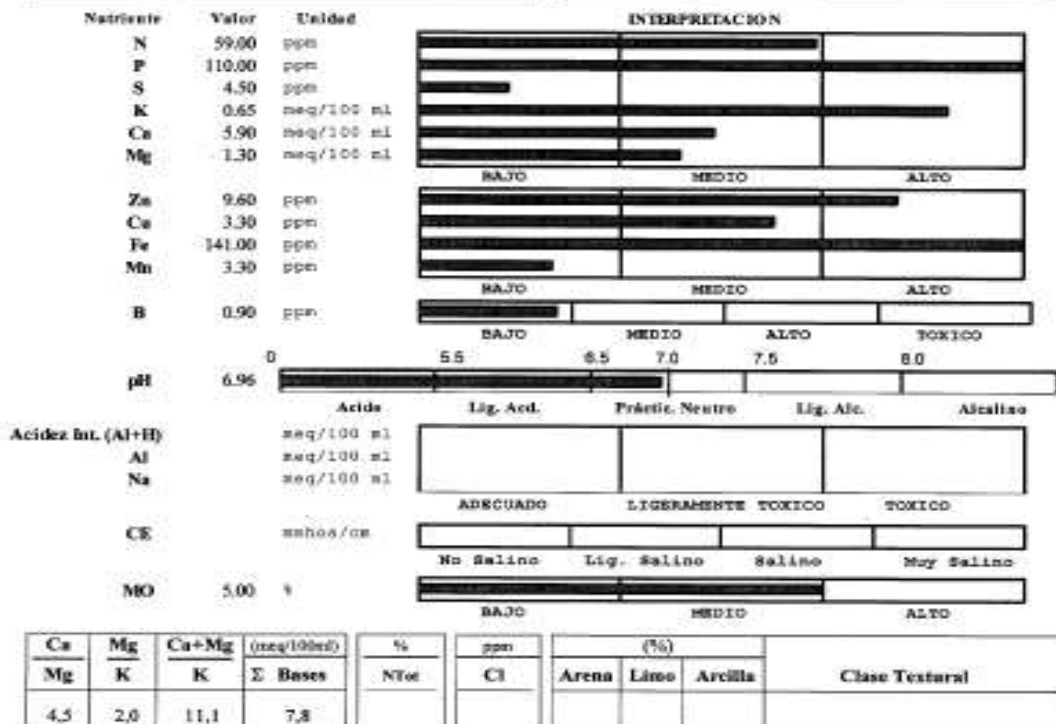 Nutriente Valor Unidad INTERPRETACION
N 59.00 ppm
P 110.00 ppm
S 4.50 ppm
K 0.65 meq/100 ml
Ca 5.90 meq/100 ml
Mg 1.30 meq/100 ml
BAJO MEDIO ALTO
Zn 9.60 ppm
Cu 3.30 ppm
Fe 141.00 ppm
Mn 3.30 ppm
BAJO MEDIO ALTO
B 0.90 ppm
BAJO MEDIO ALTO TOXICO
0 5.5 6.5 7.0 7.5 8.0
pH 6.96
Acido Lig. Acd. Práctic. Neutro Lig. Alc. Alcalino
Acidez Int. (Al+H) meq/100 ml
Al meq/100 ml
Na meq/100 ml
ADECUADO LIGERAMENTE TOXICO TOXICO
CE mmhos/cm
No Salino Lig. Salino Salino Muy Salino
MO 5.00 %
BAJO MEDIO ALTO
Ca Mg Ca+Mg (meq/100ml) % ppm (%)
Mg K K Σ Bases NTot Cl Arena Limo Arcilla Clase Textural
4,5 2,0 11,1 7,8